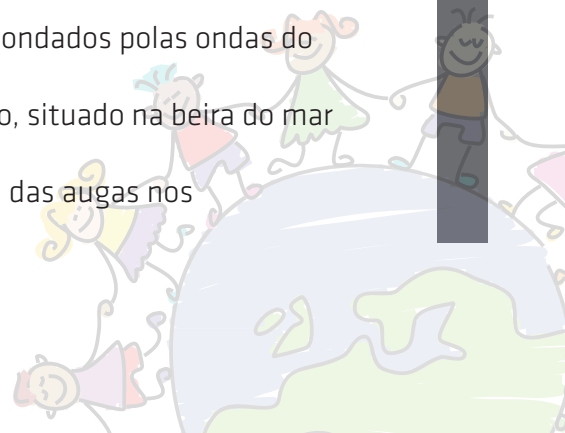 ondados polas ondas do
o, situado na beira do mar
das augas nos